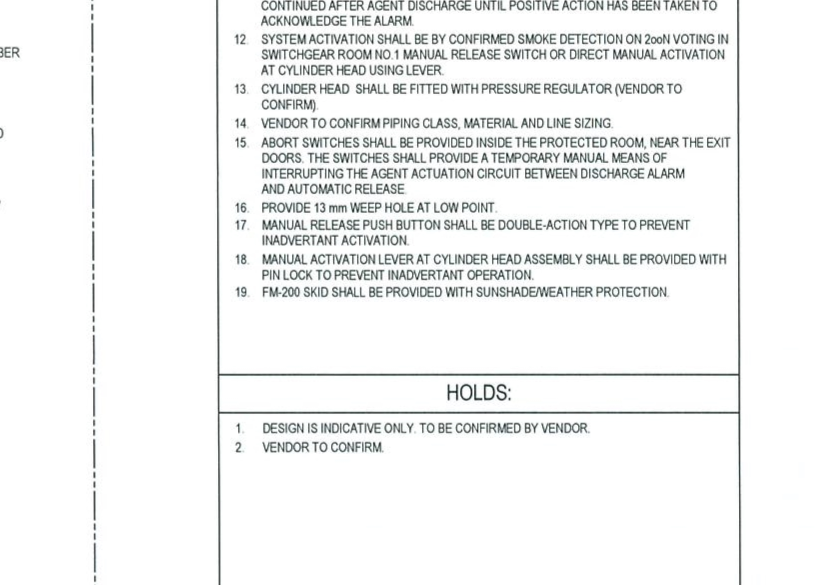 CONTINUED AFTER AGENT DISCHARGE UNTIL POSITIVE ACTION HAS BEEN TAKEN TO
ACKNOWLEDGE THE ALARM.
12. SYSTEM ACTIVATION SHALL BE BY CONFIRMED SMOKE DETECTION ON 2ooN VOTING IN
SWITCHGEAR ROOM NO.1 MANUAL RELEASE SWITCH OR DIRECT MANUAL ACTIVATION
AT CYLINDER HEAD USING LEVER.
13. CYLINDER HEAD SHALL BE FITTED WITH PRESSURE REGULATOR (VENDOR TO
CONFIRM).
14. VENDOR TO CONFIRM PIPING CLASS, MATERIAL AND LINE SIZING.
15. ABORT SWITCHES SHALL BE PROVIDED INSIDE THE PROTECTED ROOM, NEAR THE EXIT
DOORS. THE SWITCHES SHALL PROVIDE A TEMPORARY MANUAL MEANS OF
INTERRUPTING THE AGENT ACTUATION CIRCUIT BETWEEN DISCHARGE ALARM
AND AUTOMATIC RELEASE
16. PROVIDE 13 mm WEEP HOLE AT LOW POINT.
17. MANUAL RELEASE PUSH BUTTON SHALL BE DOUBLE-ACTION TYPE TO PREVENT
INADVERTANT ACTIVATION.
18. MANUAL ACTIVATION LEVER AT CYLINDER HEAD ASSEMBLY SHALL BE PROVIDED WITH
PIN LOCK TO PREVENT INADVERTANT OPERATION.
19. FM-200 SKID SHALL BE PROVIDED WITH SUNSHADE/WEATHER PROTECTION.
HOLDS:
1. DESIGN IS INDICATIVE ONLY. TO BE CONFIRMED BY VENDOR.
2. VENDOR TO CONFIRM.